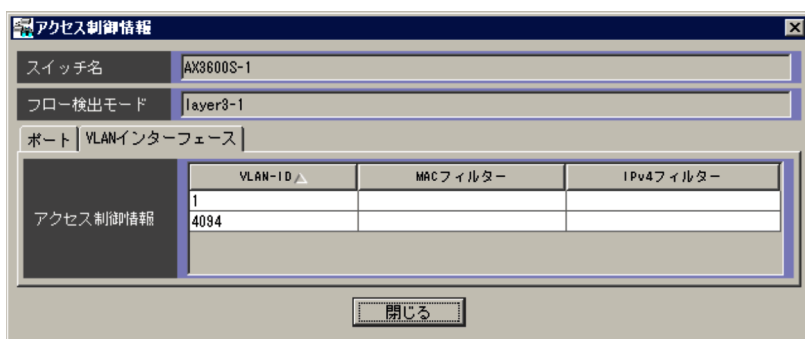 アクセス制御情報
スイッチ名 AX3600S-1
フロー検出モード layer3-1
ポート VLANインターフェース
VLAN-ID MACフィルター IPv4フィルター
1
アクセス制御情報
4094
閉じる